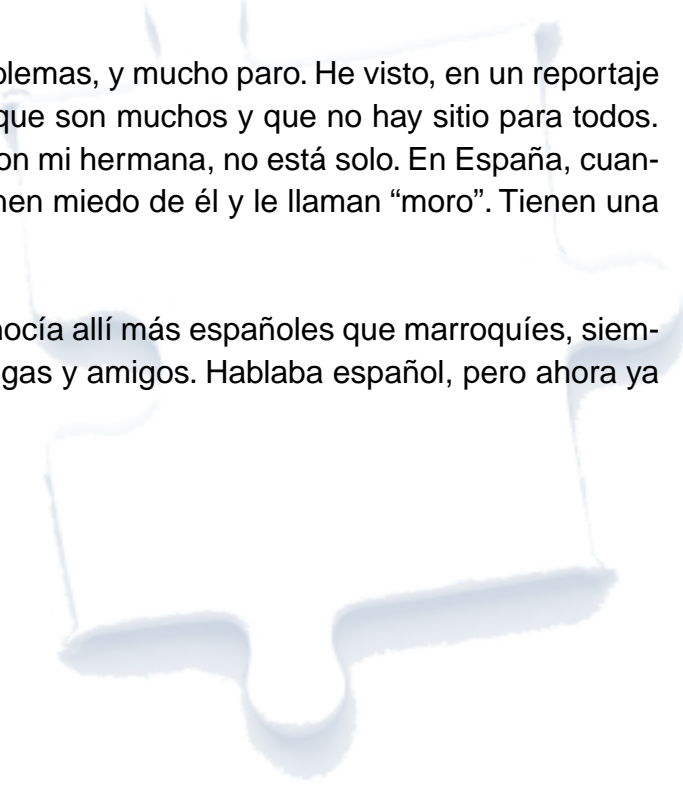 olemas, y mucho paro. He visto, en un reportaje
que son muchos y que no hay sitio para todos.
on mi hermana, no está solo. En España, cuan-
nen miedo de él y le llaman “moro”. Tienen una
nocía allí más españoles que marroquíes, siem-
gas y amigos. Hablaba español, pero ahora ya